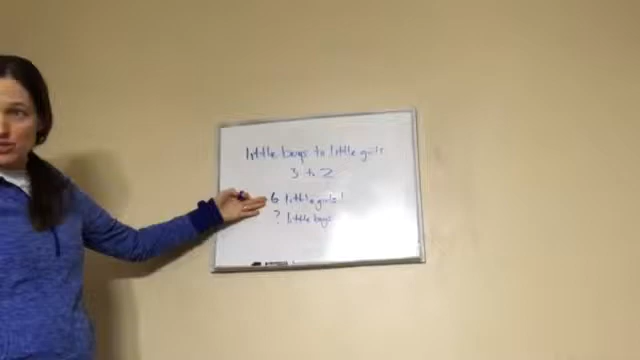 little boys to little girls
3 to 2
6 little girls!
? little boys